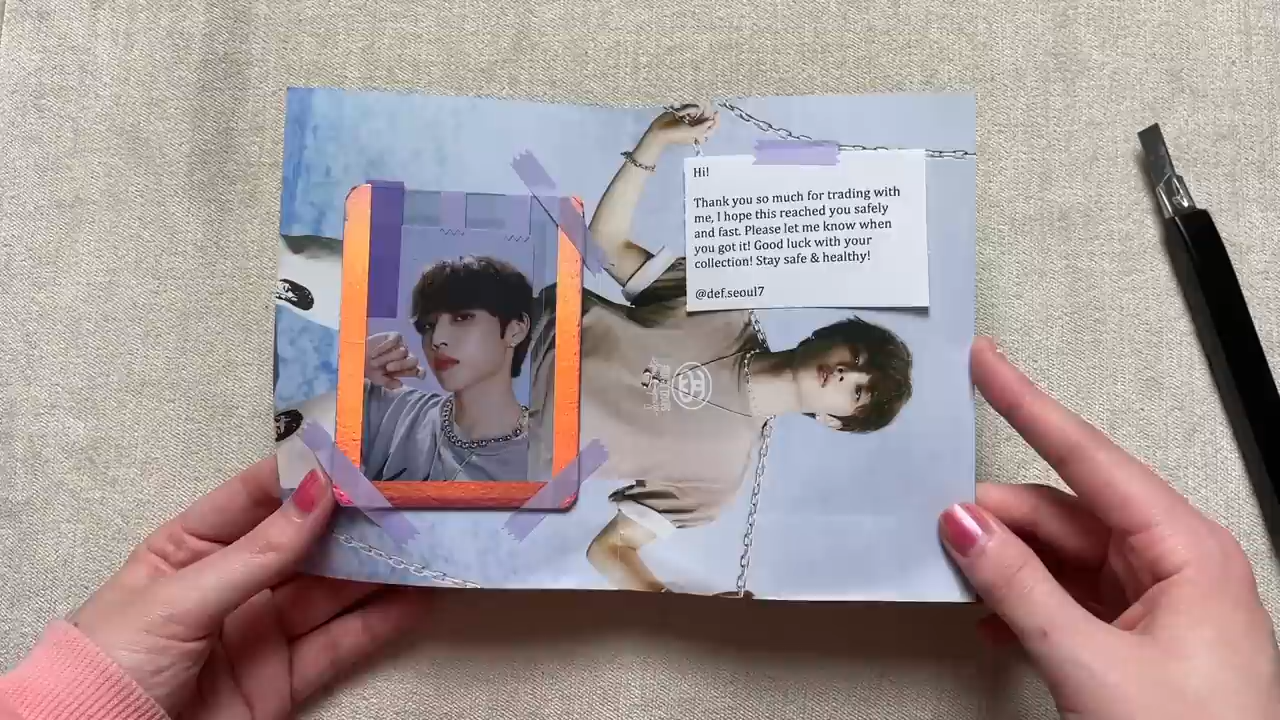 Hi!
Thank you so much for trading with
me, I hope this reached you safely
and fast. Please let me know when
you got it! Good luck with your
collection! Stay safe & healthy!
@def.seoul7